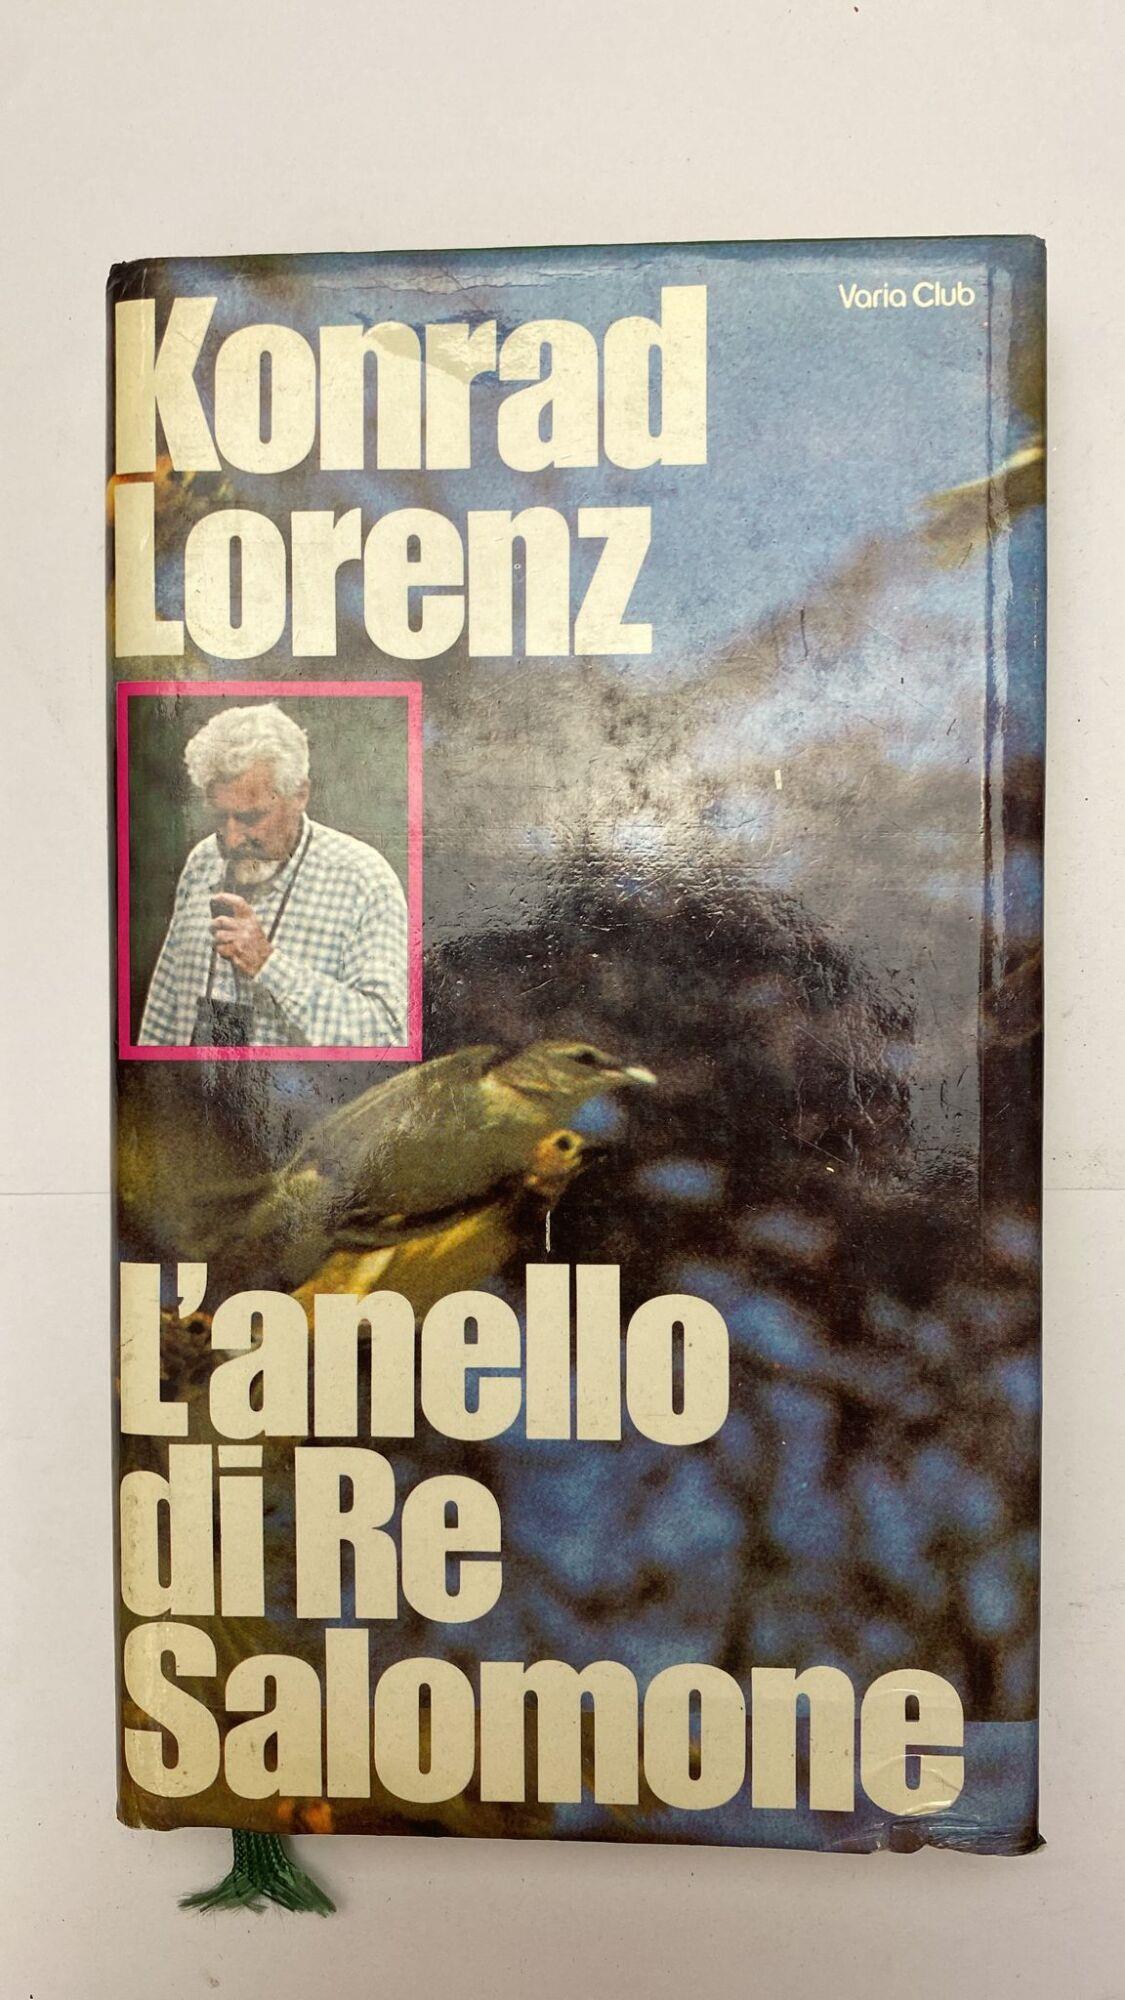 Varia Club
Konrad
Lorenz
L'anello
di Re
Salomone